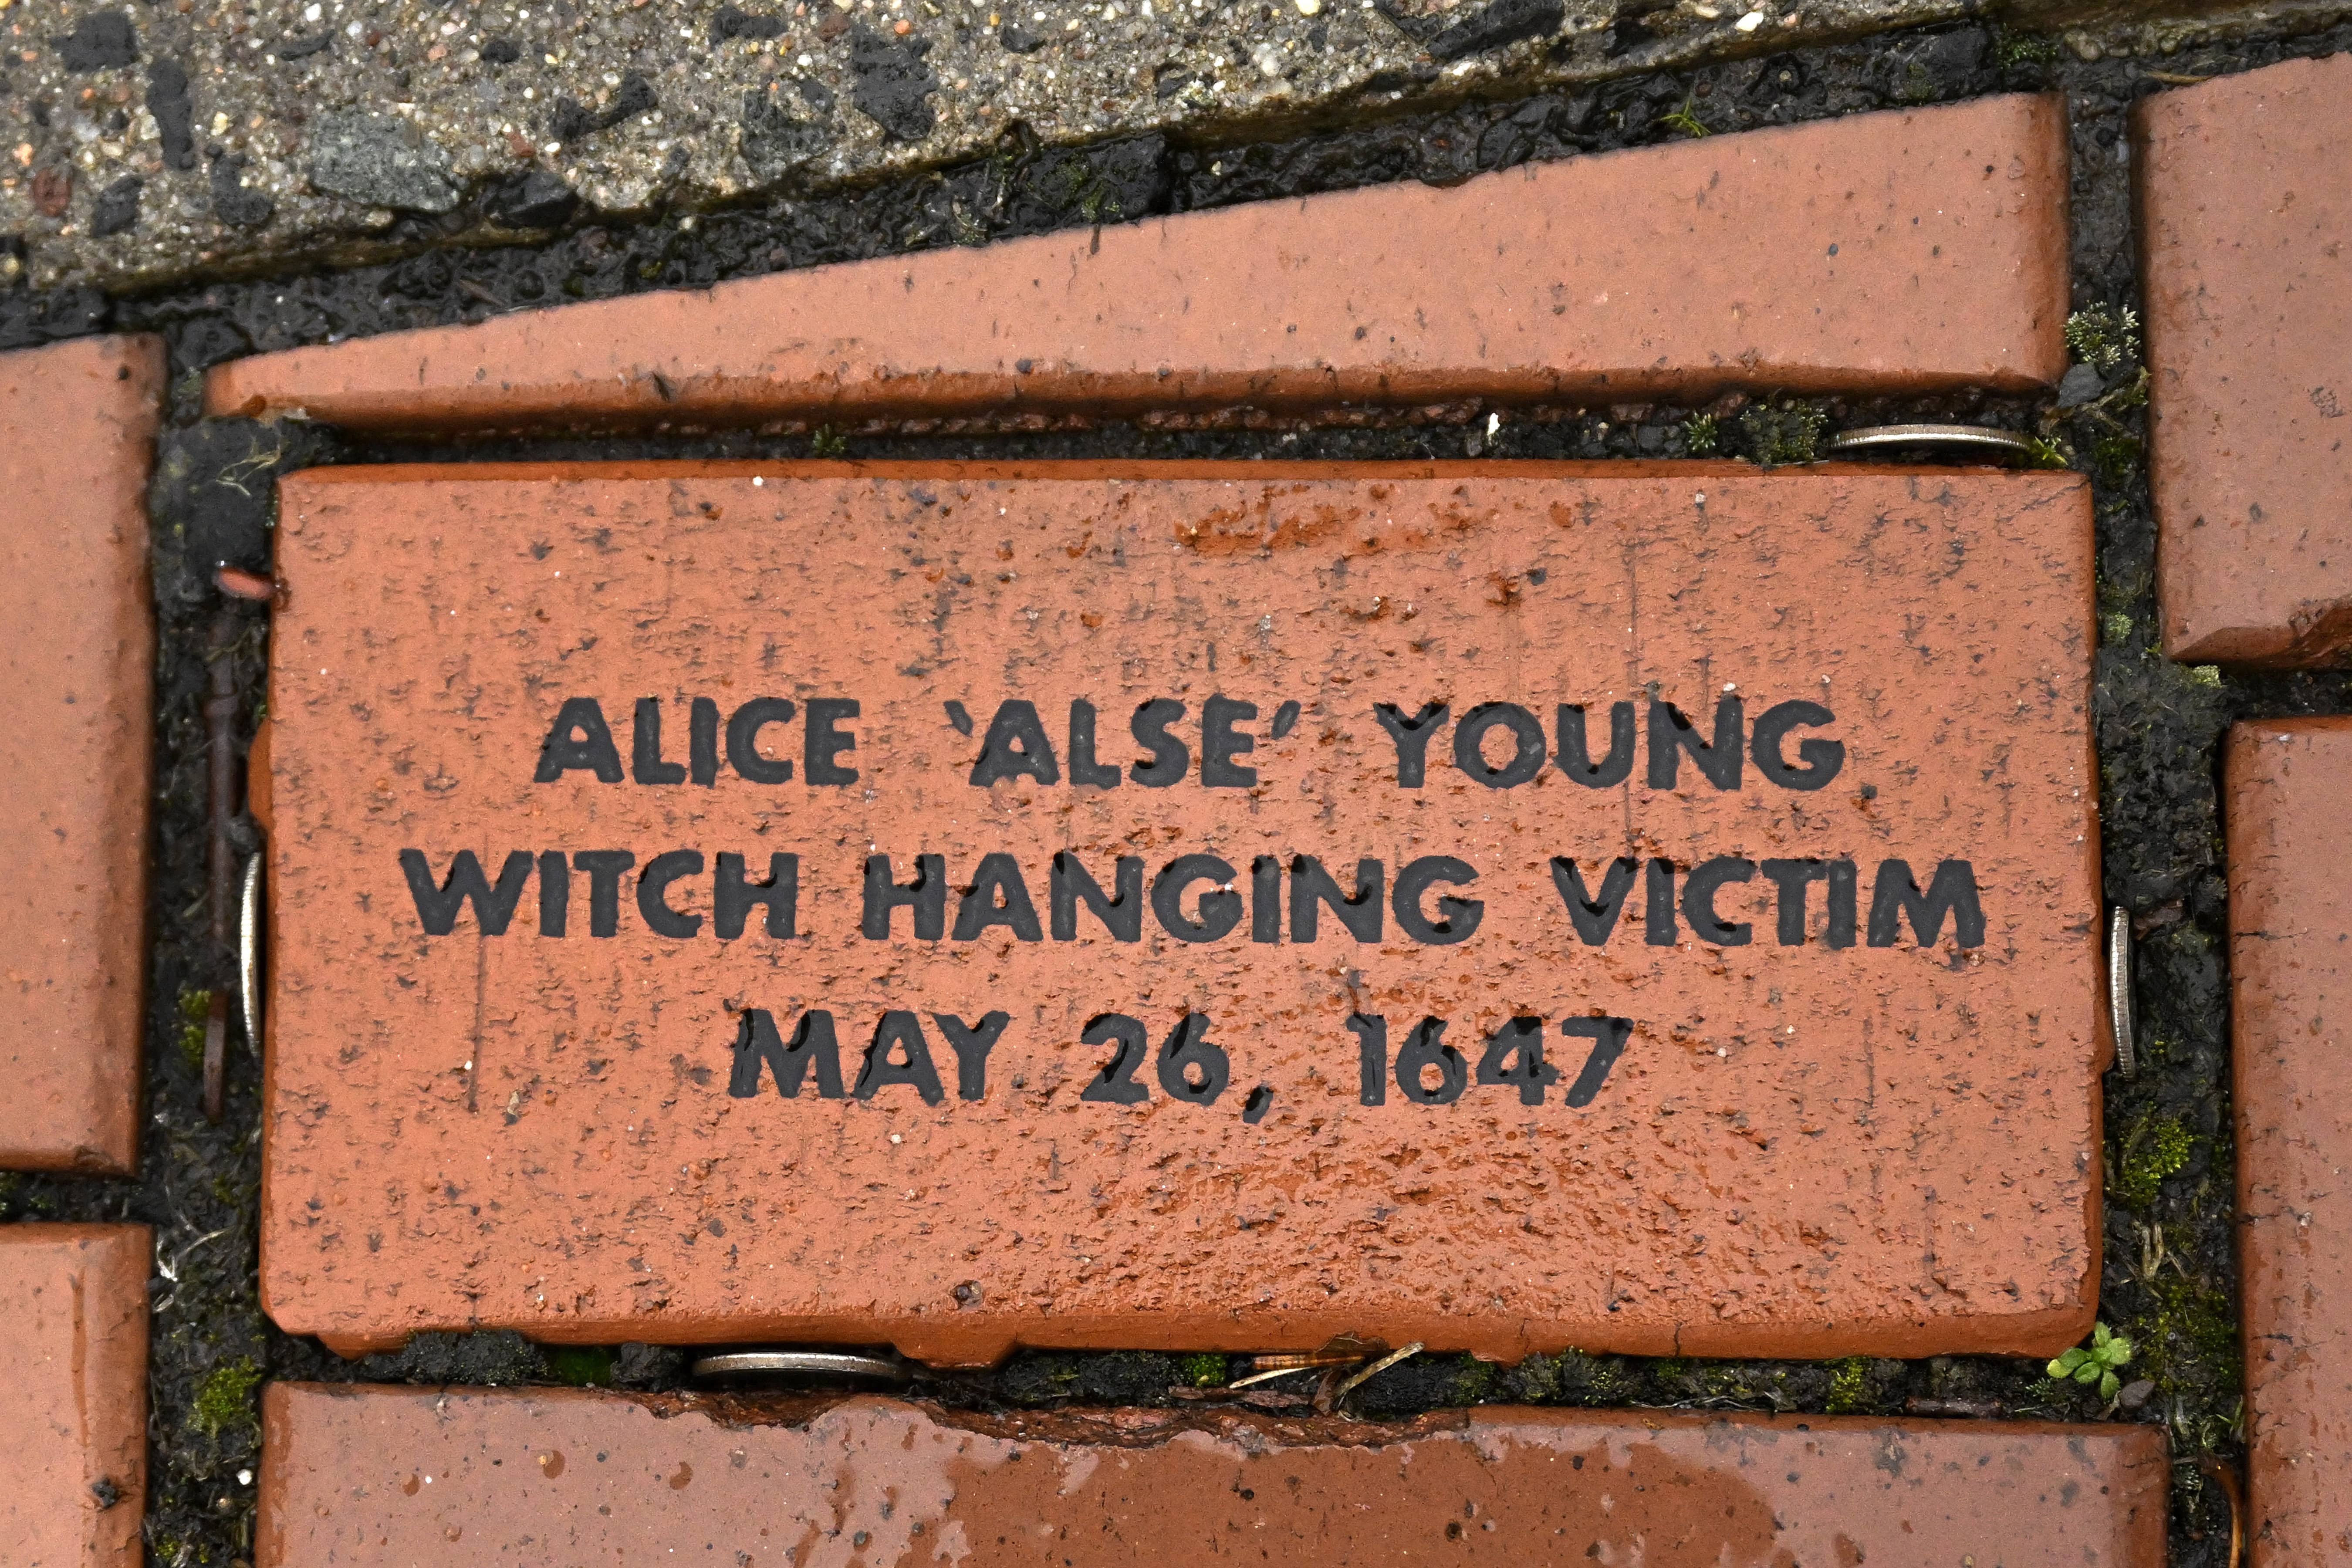 ALICE ‘ALSE’ YOUNG
WITCH HANGING VICTIM
MAY 26, 1647